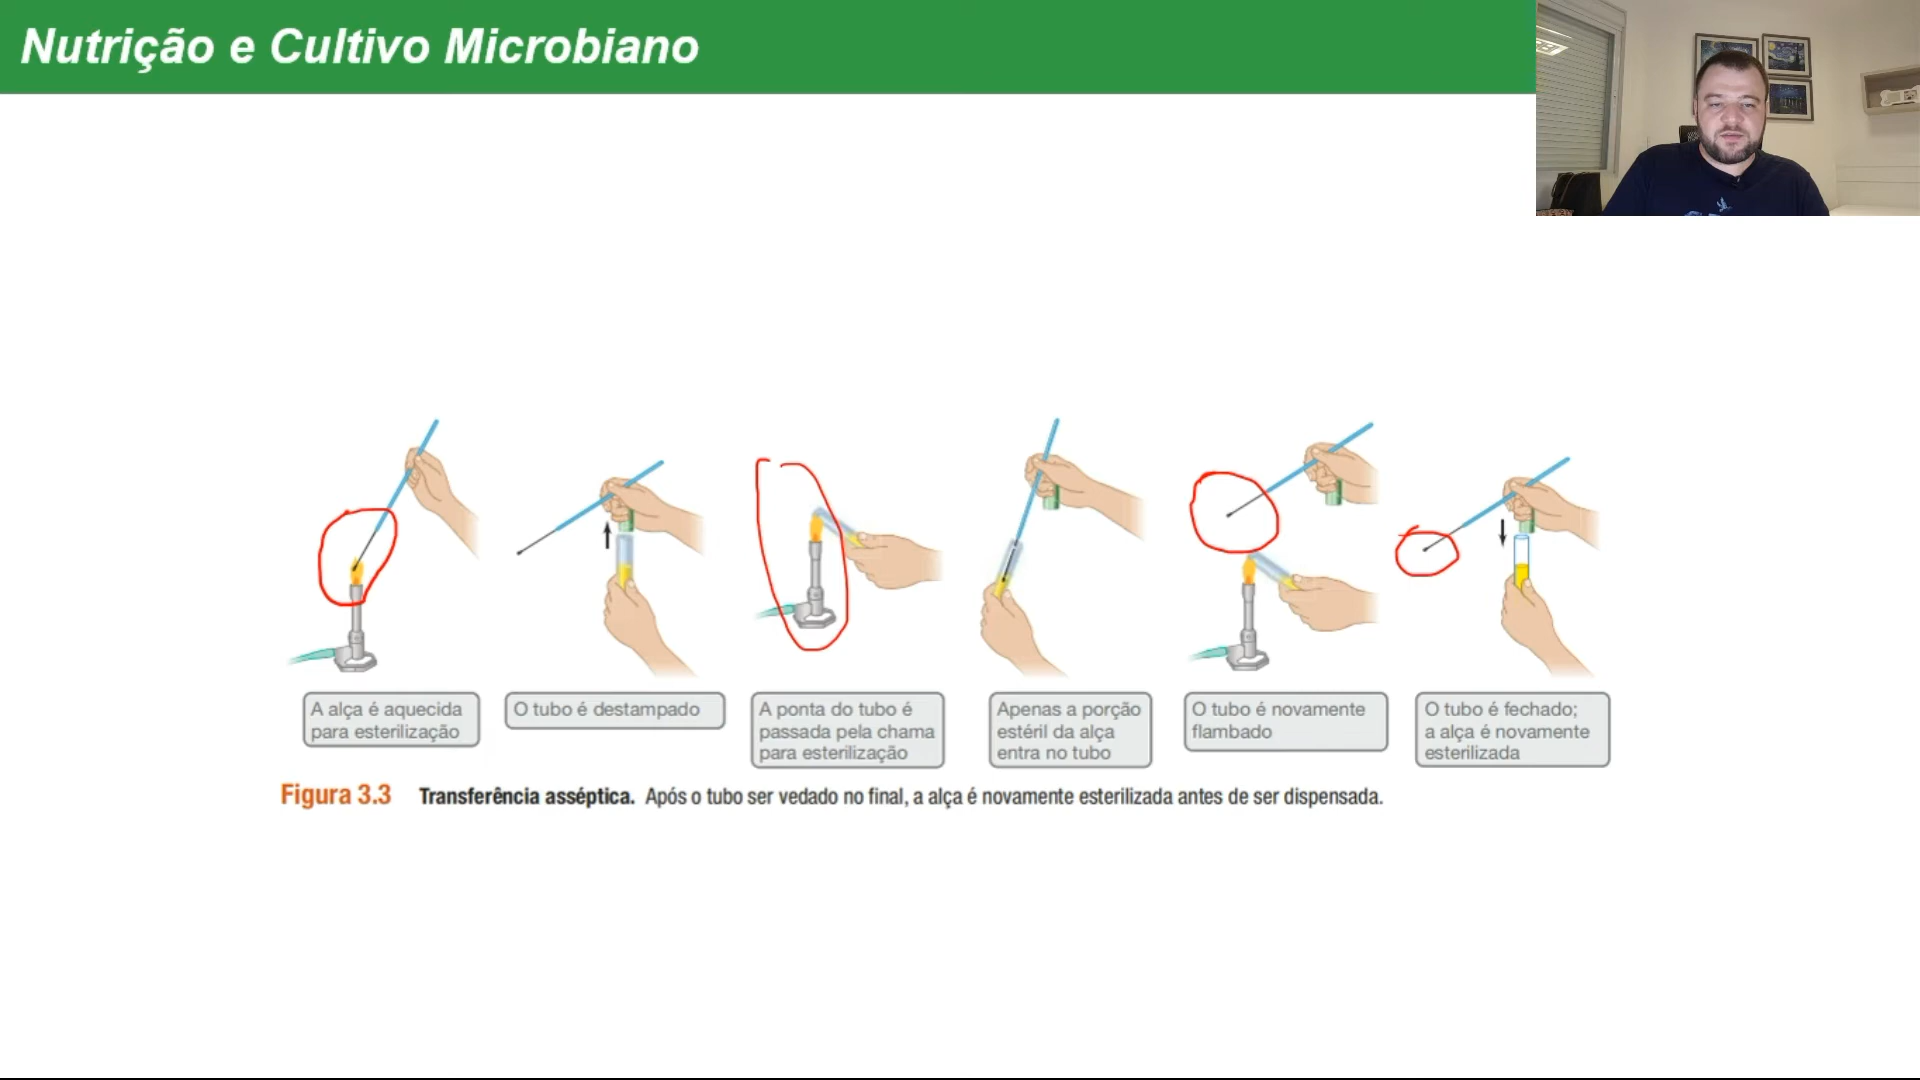 Nutrição e Cultivo Microbiano
A alça é aquecida
para esterilização
O tubo é destampado
A ponta do tubo é
passada pela chama
para esterilização
Apenas a porção
estéril da alça
entra no tubo
O tubo é novamente
flambado
O tubo é fechado;
a alça é novamente
esterilizada
Figura 3.3 Transferência asséptica. Após o tubo ser vedado no final, a alça é novamente esterilizada antes de ser dispensada.